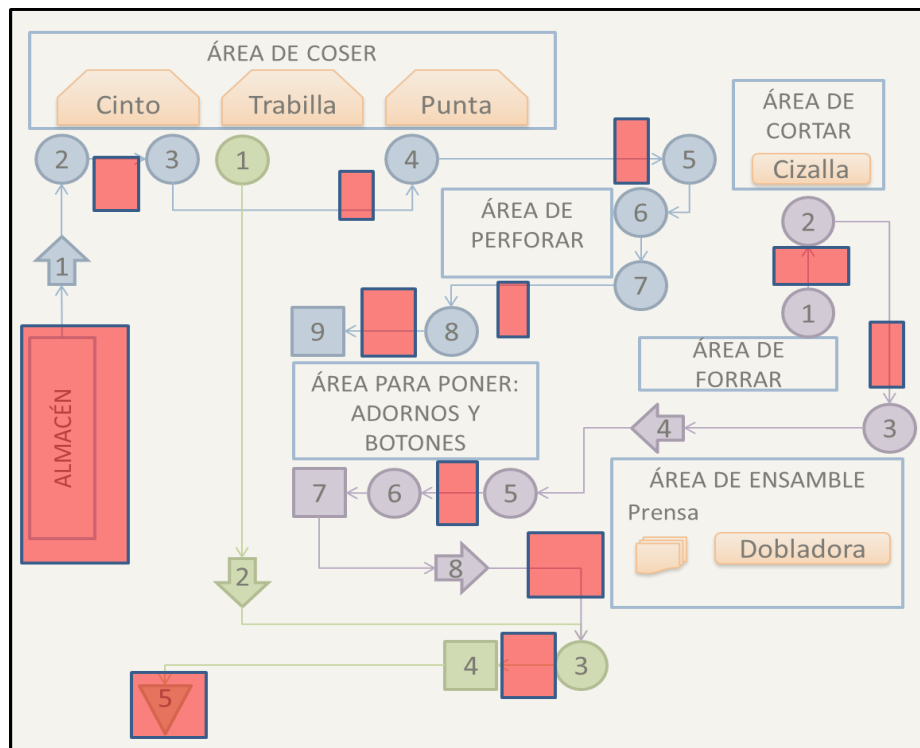 ÁREA DE COSER
Cinto
Trabilla
Punta
ÁREA DE
CORTAR
Cizalla
2
3
1
4
5
ÁREA DE
PERFORAR
6
7
2
1
1
9
8
ÁREA DE
FORRAR
ALMACÉN
ÁREA PARA PONER:
ADORNOS Y
BOTONES
4
3
7
6
5
ÁREA DE ENSAMBLE
Prensa
Dobladora
2
8
4
3
5